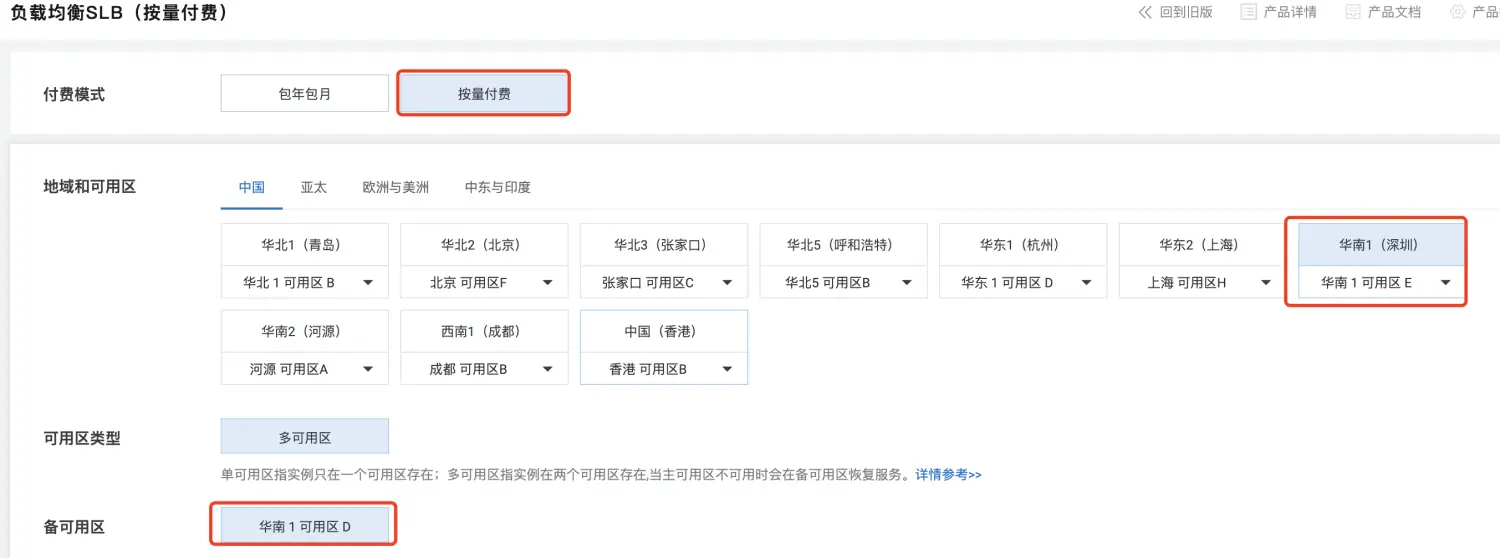 负载均衡SLB（按量付费）
回到旧版 产品详情 产品文档 产品
付费模式 包年包月 按量付费
地域和可用区 中国 亚太 欧洲与美洲 中东与印度
华北1（青岛） 华北2（北京） 华北3（张家口） 华北5（呼和浩特） 华东1（杭州） 华东2（上海） 华南1（深圳）
华北 1 可用区 B 北京 可用区F 张家口 可用区C 华北5 可用区B 华东 1 可用区 D 上海 可用区H 华南 1 可用区 E
华南2（河源） 西南1（成都） 中国（香港）
河源 可用区A 成都 可用区B 香港 可用区B
可用区类型 多可用区
单可用区指实例只在一个可用区存在；多可用区指实例在两个可用区存在,当主可用区不可用时会在备可用区恢复服务。详情参考>>
备可用区 华南 1 可用区 D